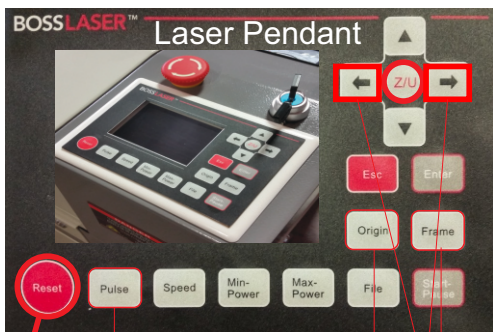 BOSSLASER™
Laser Pendant
Z/U
Esc
Enter
Origin
Frame
Reset
Pulse
Speed
Min-
Power
Max-
Power
File
Start-
Pause